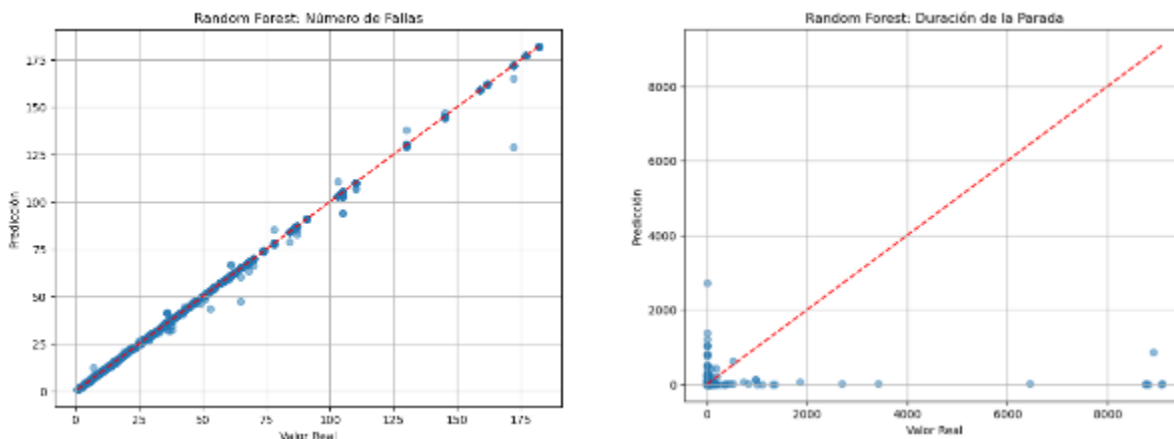 Random Forest: Número de Fallas
175
150
125
100
75
50
25
0
Predicción
0 25 50 75 100 125 150 175
Valor Real
Random Forest: Duración de la Parada
8000
6000
4000
2000
0
Predicción
0 2000 4000 6000 8000
Valor Real